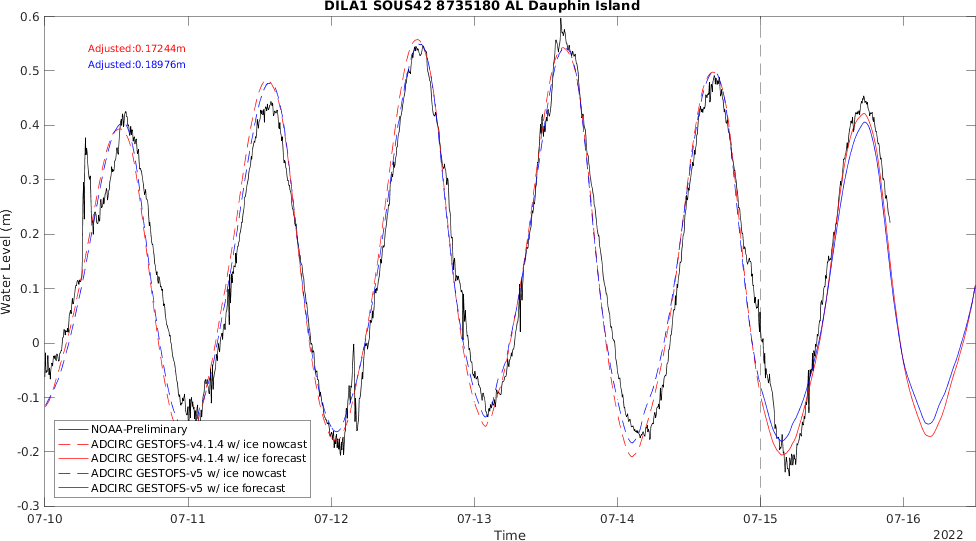 DILA1 SOUS42 8735180 AL Dauphin Island
0.6
Adjusted:0.17244m
0.5
Adjusted:0.18976m
0.4
0.3
0.2
0.1
0
-0.1
-0.2
-0.3
Water Level (m)
NOAA-Preliminary
ADCIRC GESTOFS-v4.1.4 w/ ice nowcast
ADCIRC GESTOFS-v4.1.4 w/ ice forecast
ADCIRC GESTOFS-v5 w/ ice nowcast
ADCIRC GESTOFS-v5 w/ ice forecast
07-10 07-11 07-12 07-13 07-14 07-15 07-16
Time
2022